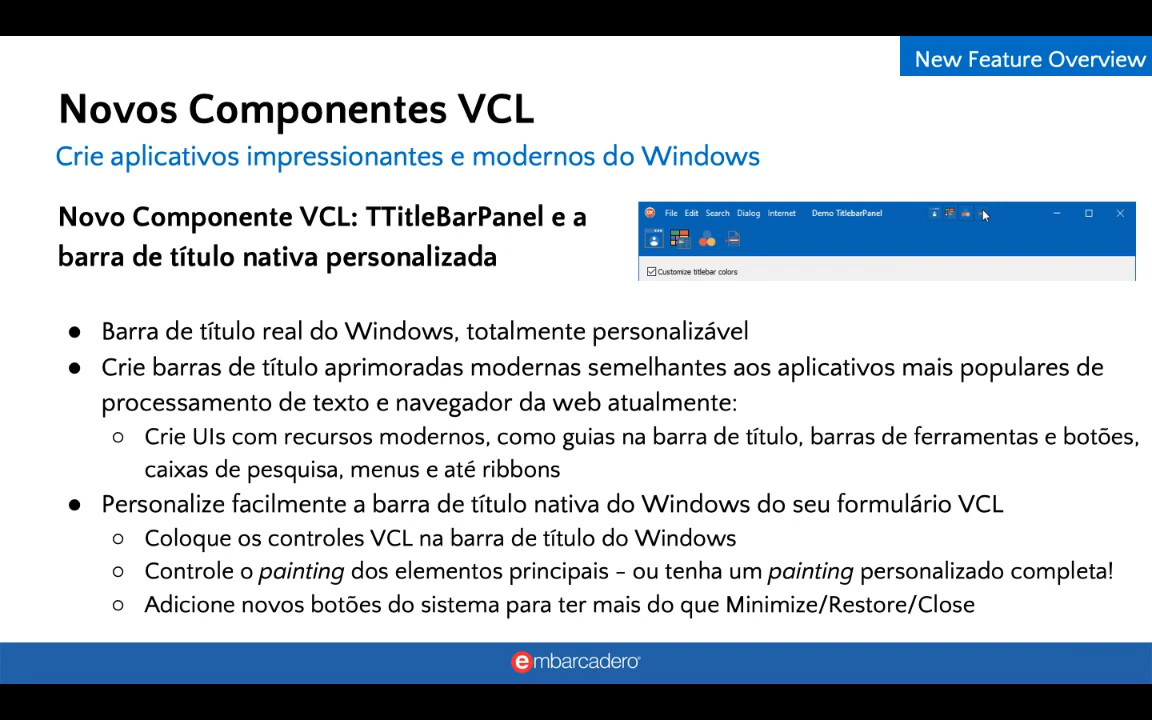 New Feature Overview
Novos Componentes VCL
Crie aplicativos impressionantes e modernos do Windows
Novo Componente VCL: TTitleBarPanel e a
barra de título nativa personalizada
File Edit Search Dialog Internet Demo TitlebarPanel
Customize titlebar colors
● Barra de título real do Windows, totalmente personalizável
● Crie barras de título aprimoradas modernas semelhantes aos aplicativos mais populares de
processamento de texto e navegador da web atualmente:
○ Crie UIs com recursos modernos, como guias na barra de título, barras de ferramentas e botões,
caixas de pesquisa, menus e até ribbons
● Personalize facilmente a barra de título nativa do Windows do seu formulário VCL
○ Coloque os controles VCL na barra de título do Windows
○ Controle o painting dos elementos principais – ou tenha um painting personalizado completa!
○ Adicione novos botões do sistema para ter mais do que Minimize/Restore/Close
embarcadero®